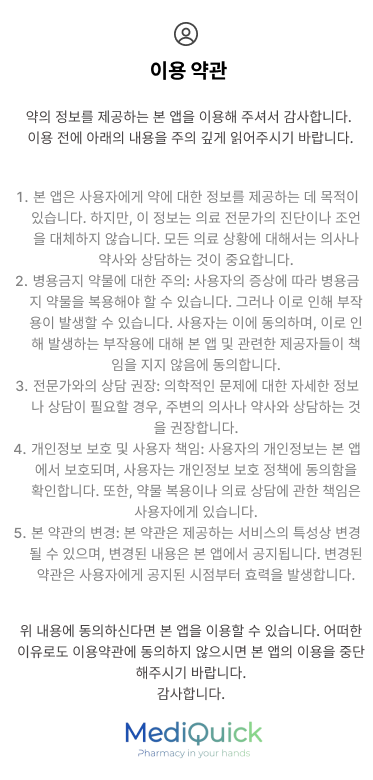 이용 약관
약의 정보를 제공하는 본 앱을 이용해 주셔서 감사합니다.
이용 전에 아래의 내용을 주의 깊게 읽어주시기 바랍니다.
1. 본 앱은 사용자에게 약에 대한 정보를 제공하는 데 목적이
있습니다. 하지만, 이 정보는 의료 전문가의 진단이나 조언
을 대체하지 않습니다. 모든 의료 상황에 대해서는 의사나
약사와 상담하는 것이 중요합니다.
2. 병용금지 약물에 대한 주의: 사용자의 증상에 따라 병용금
지 약물을 복용해야 할 수 있습니다. 그러나 이로 인해 부작
용이 발생할 수 있습니다. 사용자는 이에 동의하며, 이로 인
해 발생하는 부작용에 대해 본 앱 및 관련한 제공자들이 책
임을 지지 않음에 동의합니다.
3. 전문가와의 상담 권장: 의학적인 문제에 대한 자세한 정보
나 상담이 필요할 경우, 주변의 의사나 약사와 상담하는 것
을 권장합니다.
4. 개인정보 보호 및 사용자 책임: 사용자의 개인정보는 본 앱
에서 보호되며, 사용자는 개인정보 보호 정책에 동의함을
확인합니다. 또한, 약물 복용이나 의료 상담에 관한 책임은
사용자에게 있습니다.
5. 본 약관의 변경: 본 약관은 제공하는 서비스의 특성상 변경
될 수 있으며, 변경된 내용은 본 앱에서 공지됩니다. 변경된
약관은 사용자에게 공지된 시점부터 효력을 발생합니다.
위 내용에 동의하신다면 본 앱을 이용할 수 있습니다. 어떠한
이유로도 이용약관에 동의하지 않으시면 본 앱의 이용을 중단
해주시기 바랍니다.
감사합니다.
MediQuick
Pharmacy in your hands